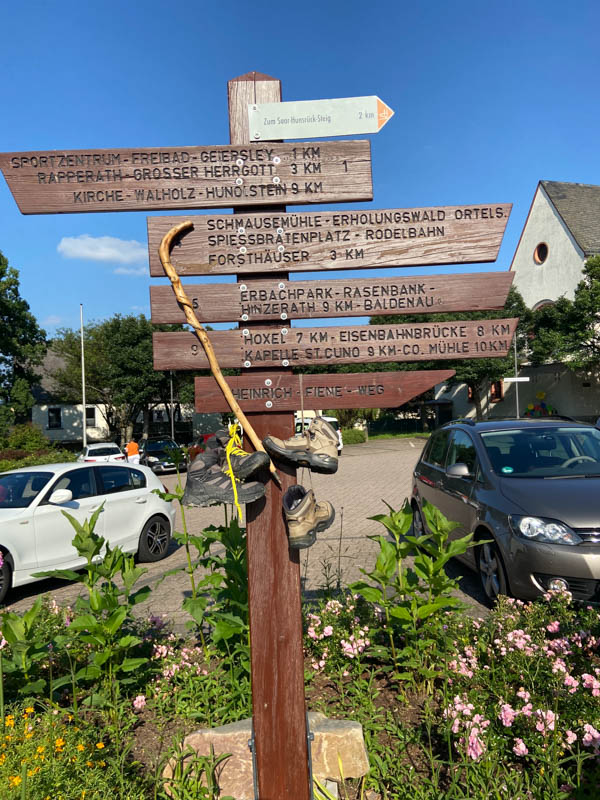 Zum Saar-Hunsrück-Steig 2 km
SPORTZENTRUM-FREIBAD-GEIERSLEY 1 KM 1
RAPPERATH-GROSSER HERRGOTT 3 KM
KIRCHE-WALHOLZ-HUNOLSTEIN 9 KM
SCHMAUSEMÜHLE-ERHOLUNGSWALD ORTELS.
SPIESSBRATENPLATZ-RODELBAHN
FORSTHÄUSER 3 KM
5 ERBACHPARK-RASENBANK-
HINZERATH 9 KM-BALDENAU
9 HOXEL 7 KM-EISENBAHNBRÜCKE 8 KM
KAPELLE ST.CUNO 9 KM-CO. MÜHLE 10 KM
HEINRICH-FIENE-WEG